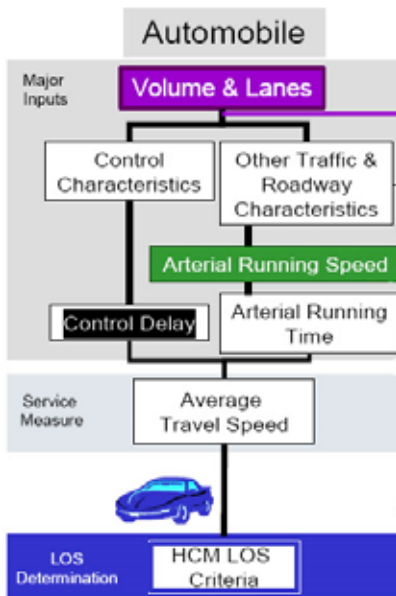 Automobile
Major
Inputs
Volume & Lanes
Control
Characteristics
Other Traffic &
Roadway
Characteristics
Arterial Running Speed
Control Delay
Arterial Running
Time
Service
Measure
Average
Travel Speed
LOS
Determination
HCM LOS
Criteria